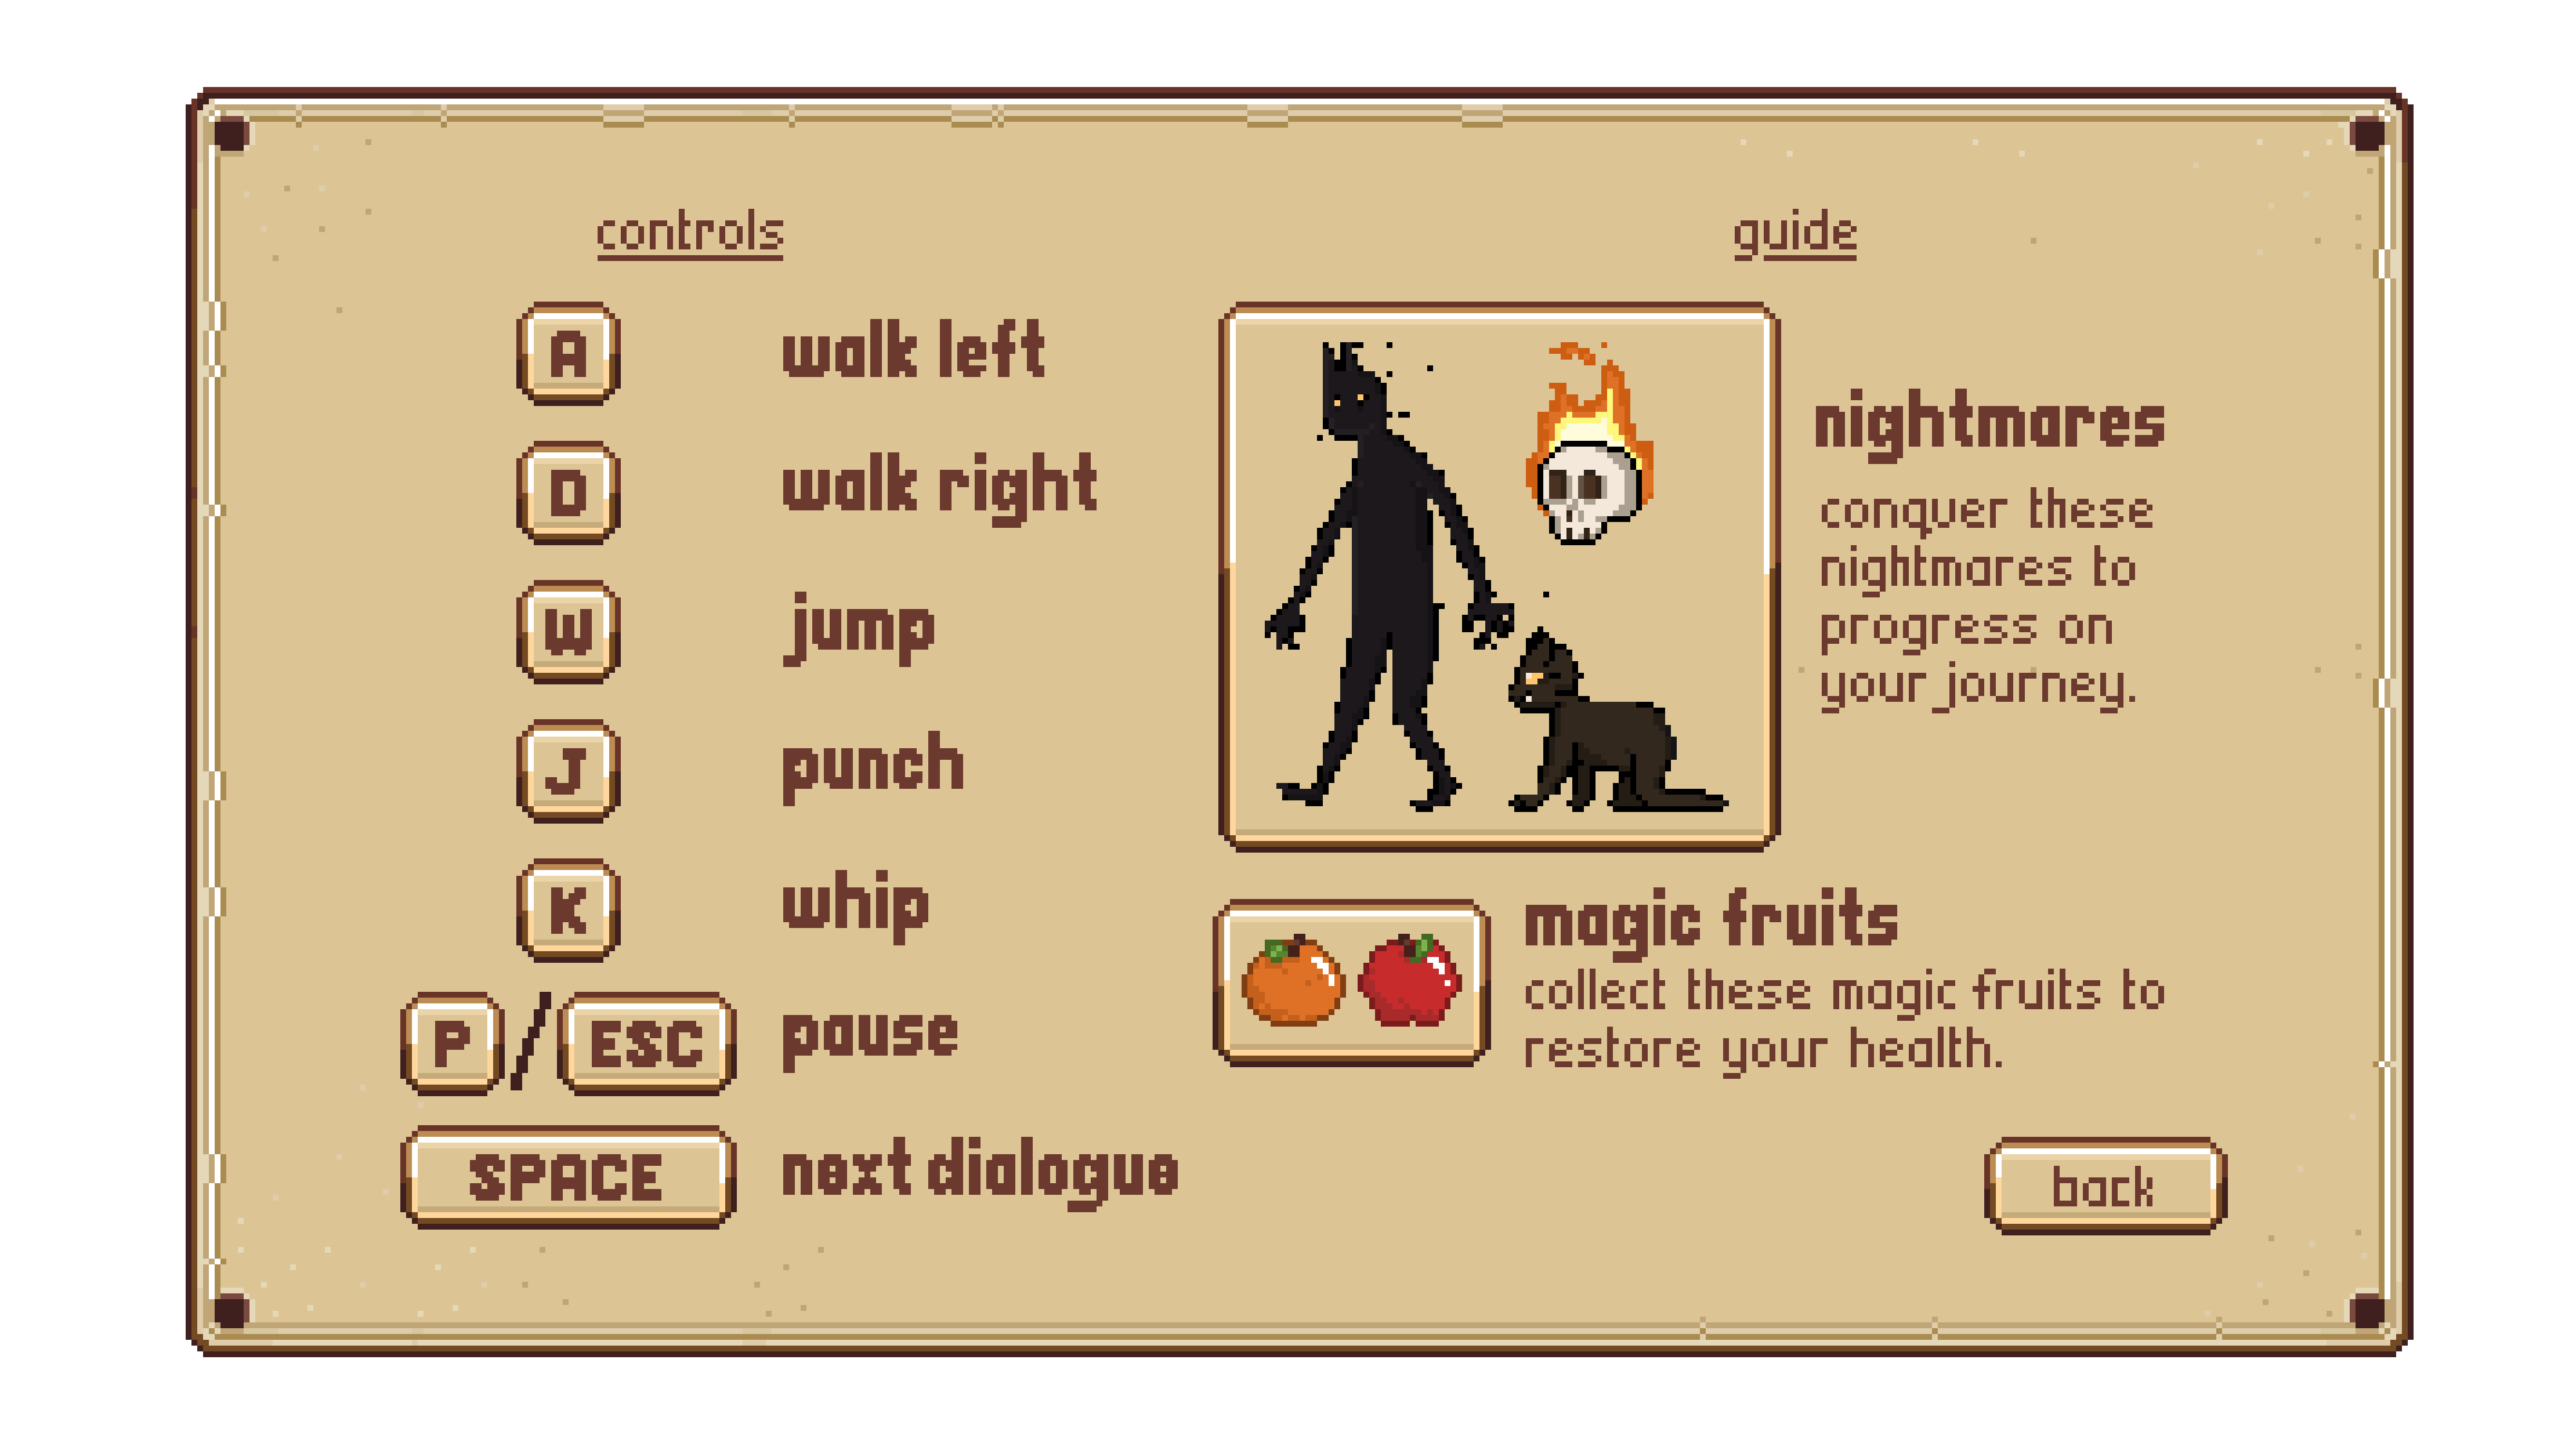 controls
A walk left
D walk right
W jump
J punch
K whip
P / ESC pause
SPACE next dialogue
guide
nightmares
conquer these
nightmares to
progress on
your journey.
magic fruits
collect these magic fruits to
restore your health.
back